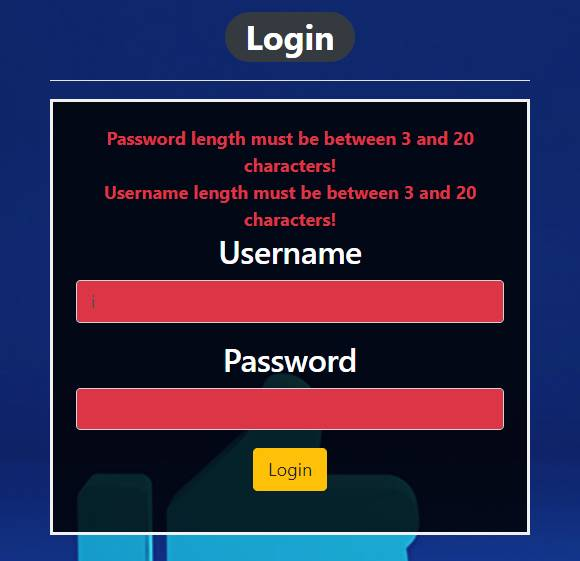 Login
Password length must be between 3 and 20
characters!
Username length must be between 3 and 20
characters!
Username
i
Password
Login